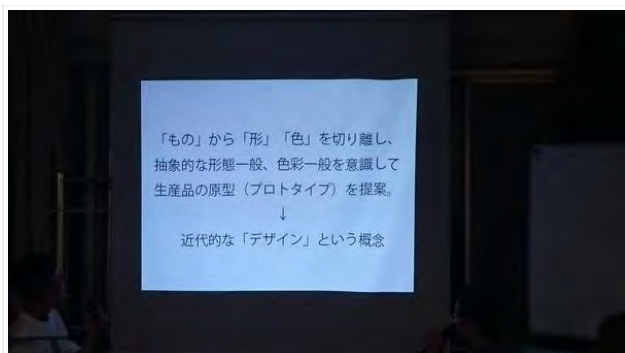 「もの」から「形」「色」を切り離し、
抽象的な形態一般、色彩一般を意識して
生産品の原型（プロトタイプ）を提案。
↓
近代的な「デザイン」という概念